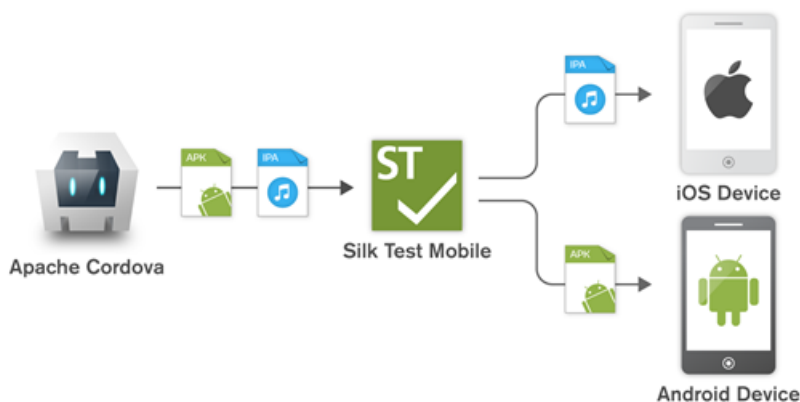 IPA
APK
IPA
ST
iOS Device
Silk Test Mobile
Apache Cordova
APK
Android Device